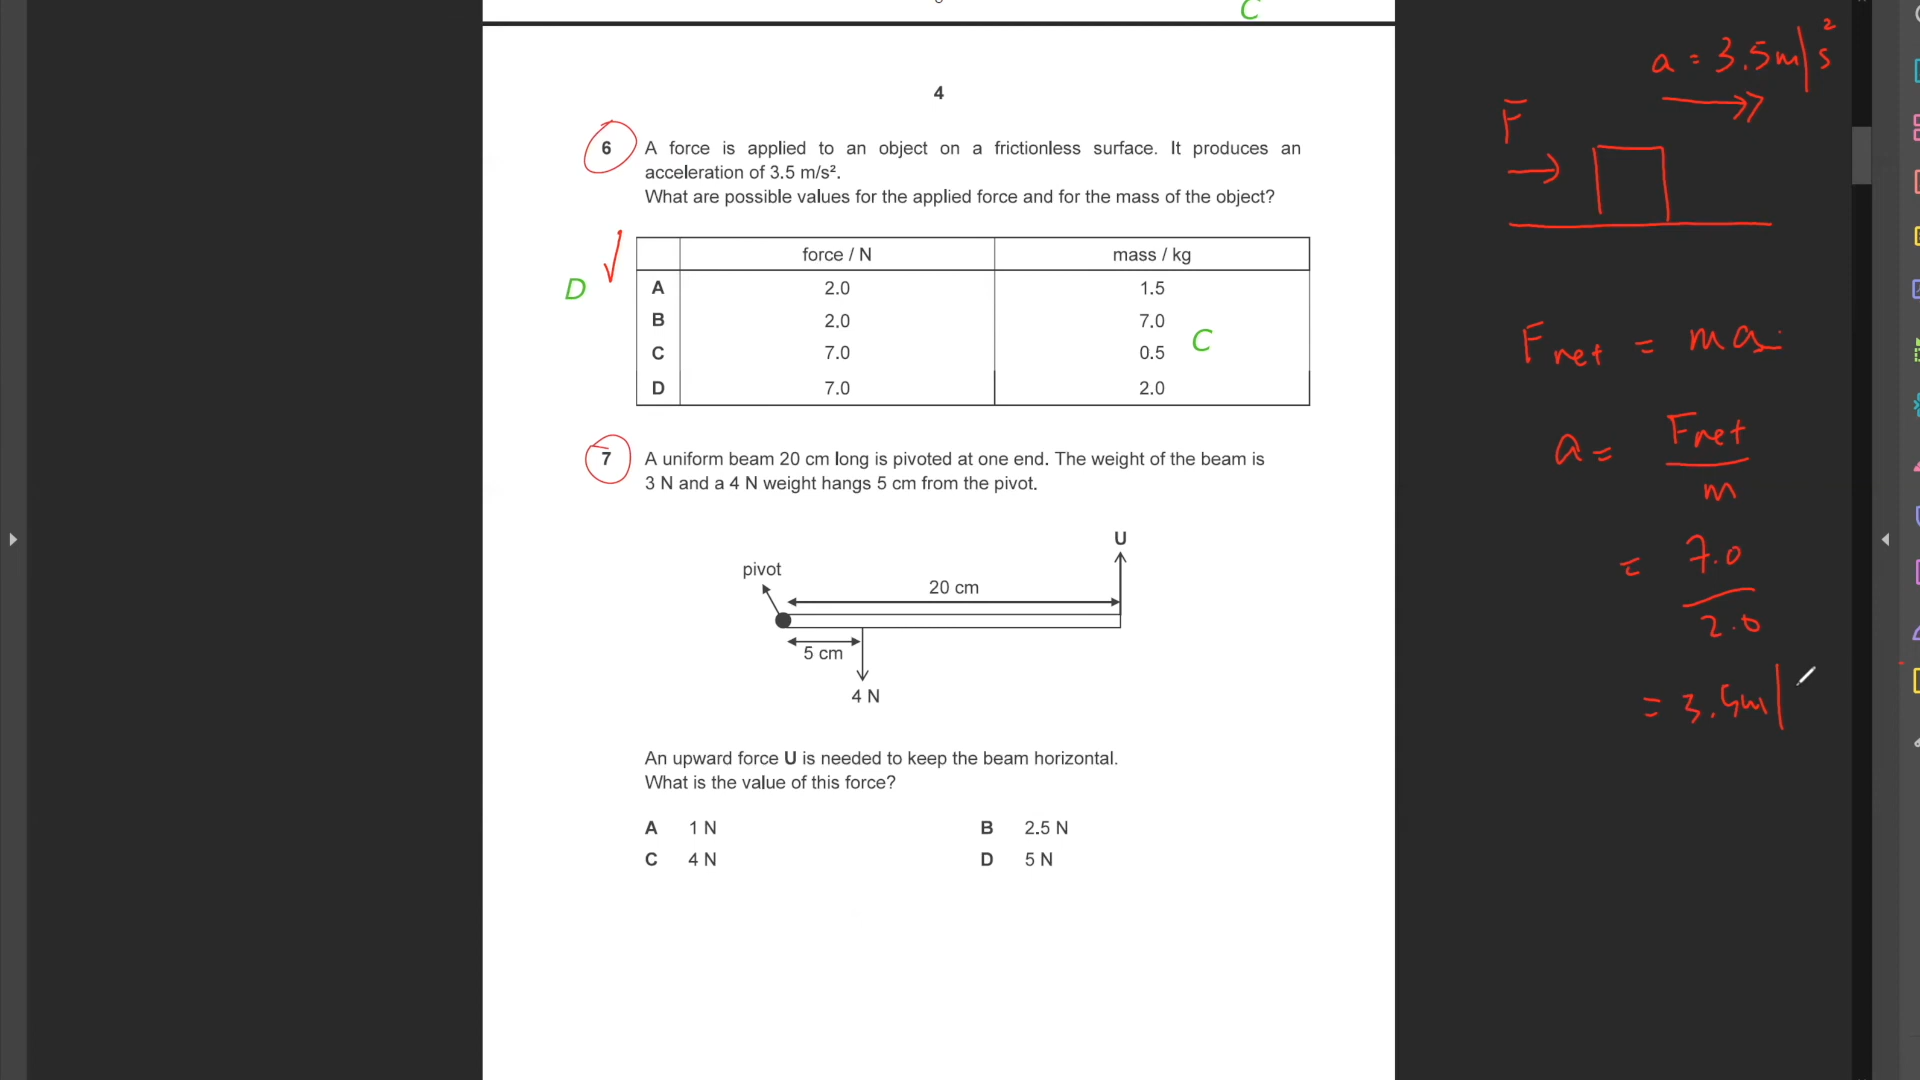 C
4
6 A force is applied to an object on a frictionless surface. It produces an
acceleration of 3.5 m/s².
What are possible values for the applied force and for the mass of the object?
force / N mass / kg
A 2.0 1.5
B 2.0 7.0
C 7.0 0.5
D 7.0 2.0
D
C
7 A uniform beam 20 cm long is pivoted at one end. The weight of the beam is
3 N and a 4 N weight hangs 5 cm from the pivot.
U
pivot
20 cm
5 cm
4 N
An upward force U is needed to keep the beam horizontal.
What is the value of this force?
A 1 N B 2.5 N
C 4 N D 5 N
a = 3.5m/s²
F
Fnet = ma
a = Fnet
m
= 7.0
2.0
= 3.5m/